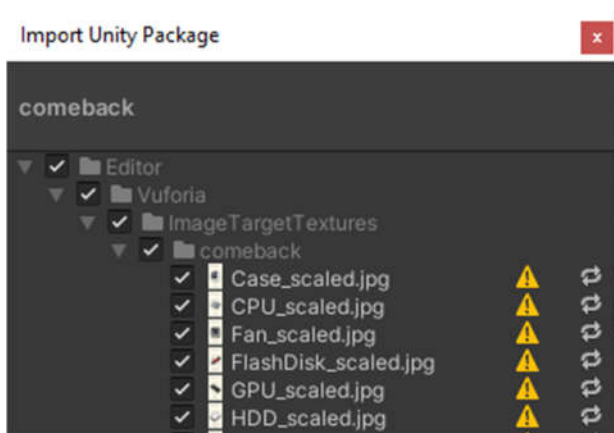 Import Unity Package
x
comeback
Editor
Vuforia
ImageTargetTextures
comeback
Case_scaled.jpg
CPU_scaled.jpg
Fan_scaled.jpg
FlashDisk_scaled.jpg
GPU_scaled.jpg
HDD_scaled.jpg